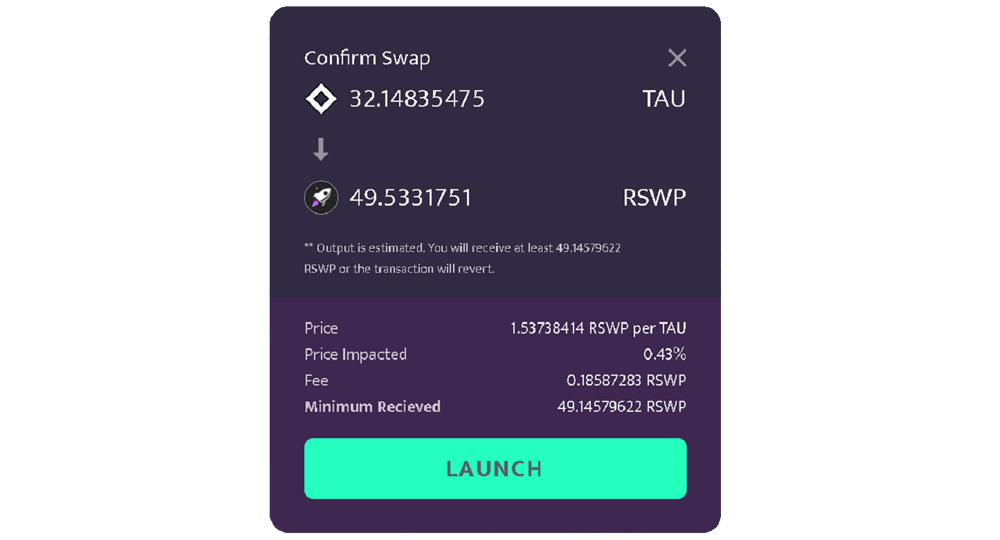 Confirm Swap
32.14835475 TAU
49.5331751 RSWP
** Output is estimated. You will receive at least 49.14579622
RSWP or the transaction will revert.
Price 1.53738414 RSWP per TAU
Price Impacted 0.43%
Fee 0.18587283 RSWP
Minimum Recieved 49.14579622 RSWP
LAUNCH